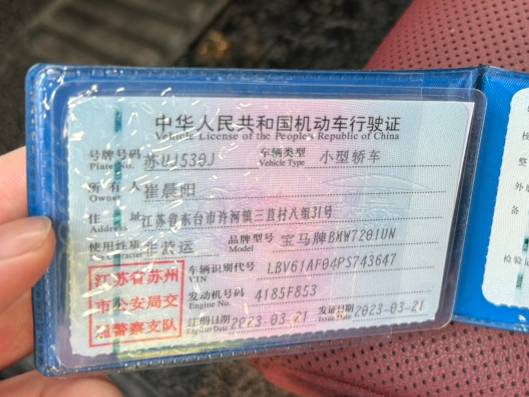 中华人民共和国机动车行驶证
Vehicle License of the People's Republic of China
号牌号码 苏UJ539J 车辆类型 小型轿车
Plate No. Vehicle Type
所有人 崔晨阳
Owner
住址 江苏省东台市许河镇三苴村八组31号
Address
使用性质 非营运 品牌型号 宝马牌BMW7201UN
Use Character Model
江苏省苏州
市公安局交
通警察支队
车辆识别代号 LBV61AF04PS743647
VIN
发动机号码 4185F853
Engine No.
注册日期 2023-03-21 发证日期 2023-03-21
Register Date Issue Date